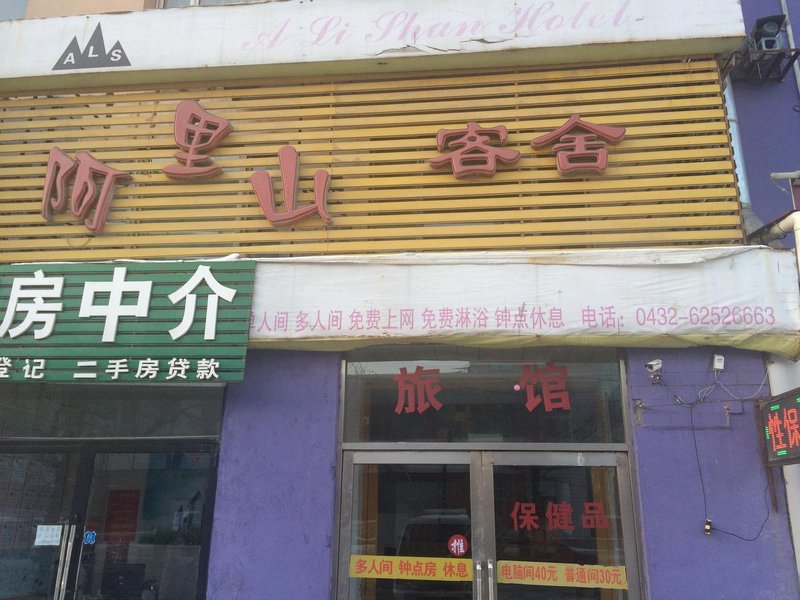 ALS
A Li Shan Hotel
阿里山 客舍
房中介
登记 二手房贷款
单人间 多人间 免费上网 免费淋浴 钟点休息 电话：0432-62526663
旅馆
性保
保健品
推
多人间 钟点房 休息
电脑间40元 普通间30元